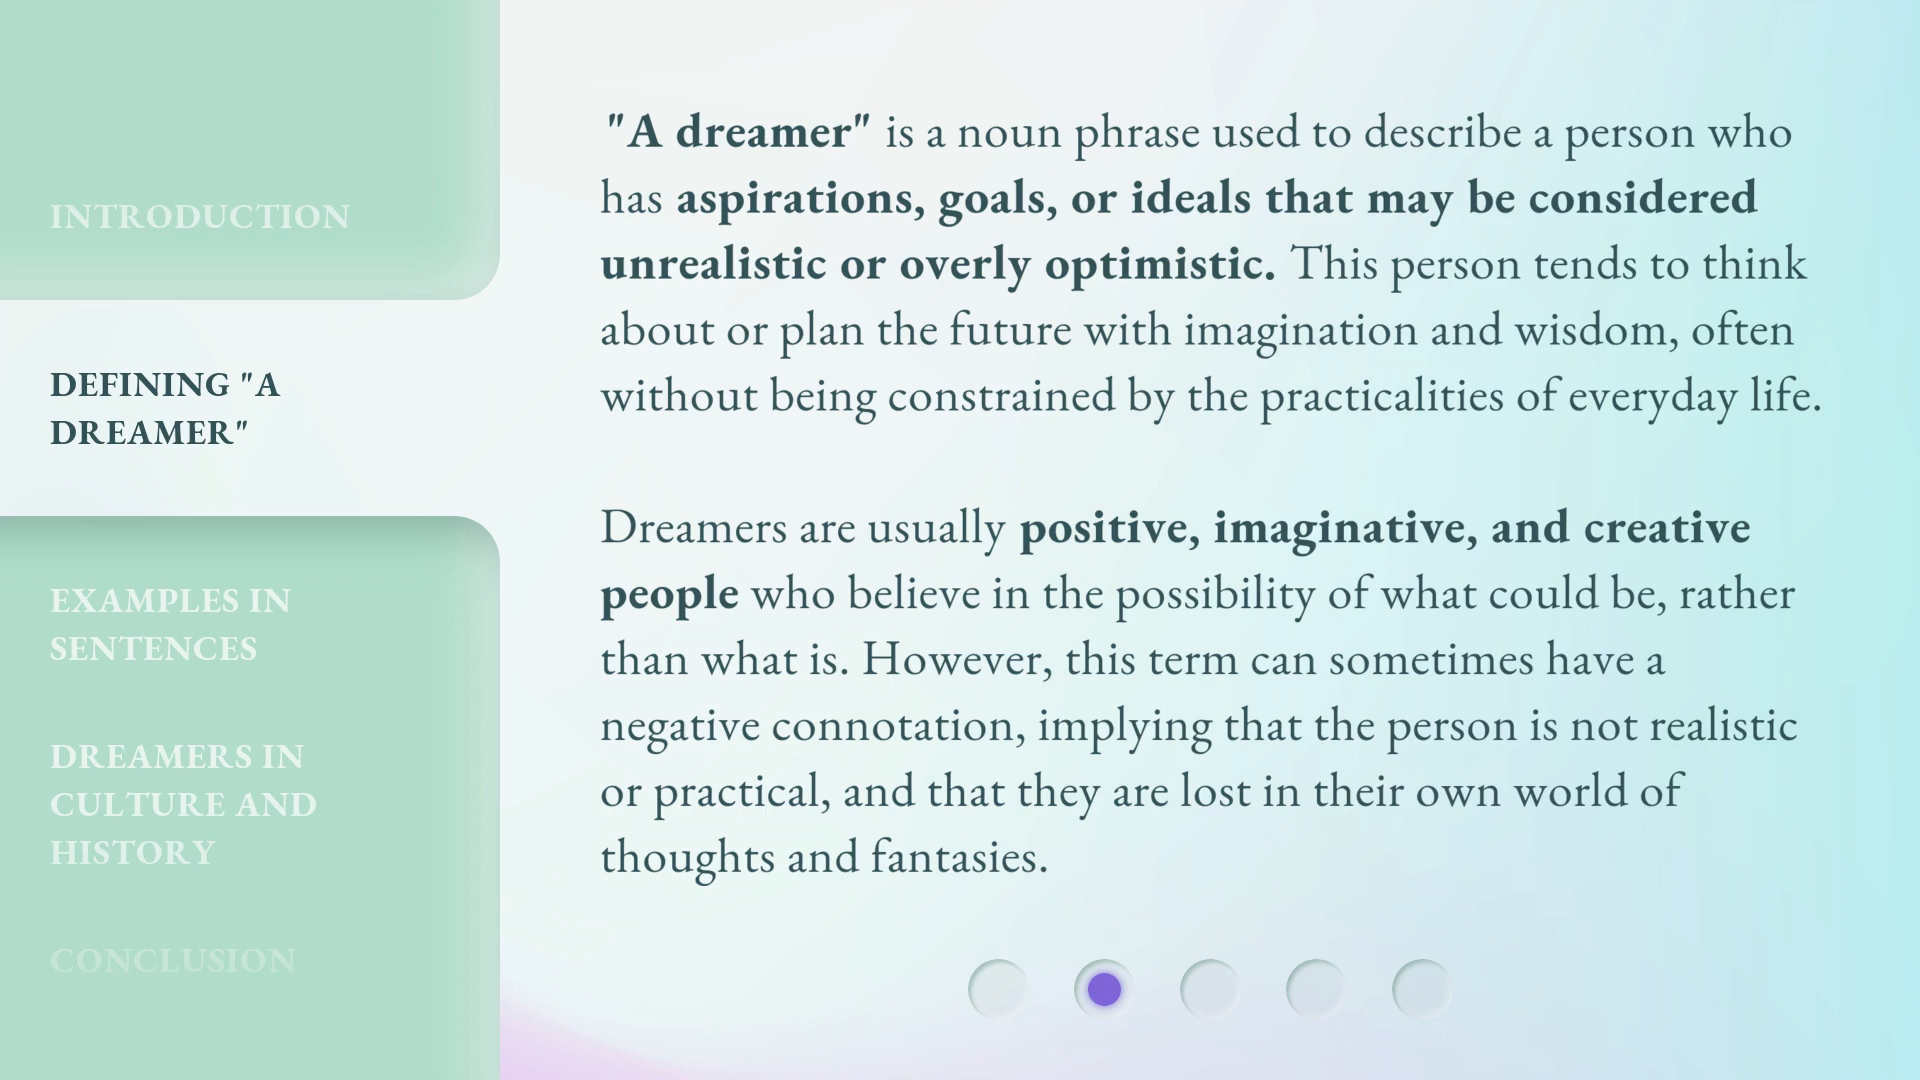 INTRODUCTION
DEFINING "A
DREAMER"
EXAMPLES IN
SENTENCES
DREAMERS IN
CULTURE AND
HISTORY
CONCLUSION
"A dreamer" is a noun phrase used to describe a person who
has aspirations, goals, or ideals that may be considered
unrealistic or overly optimistic. This person tends to think
about or plan the future with imagination and wisdom, often
without being constrained by the practicalities of everyday life.
Dreamers are usually positive, imaginative, and creative
people who believe in the possibility of what could be, rather
than what is. However, this term can sometimes have a
negative connotation, implying that the person is not realistic
or practical, and that they are lost in their own world of
thoughts and fantasies.